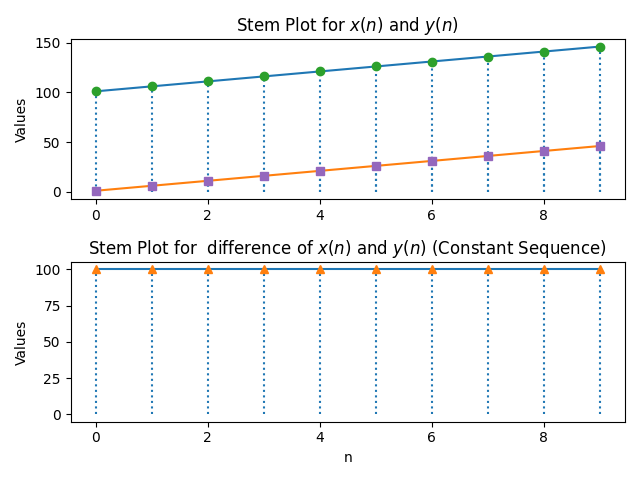 Stem Plot for x(n) and y(n)
150
100
50
0
Values
0 2 4 6 8
Stem Plot for  difference of x(n) and y(n) (Constant Sequence)
100
75
50
25
0
Values
0 2 4 6 8
n